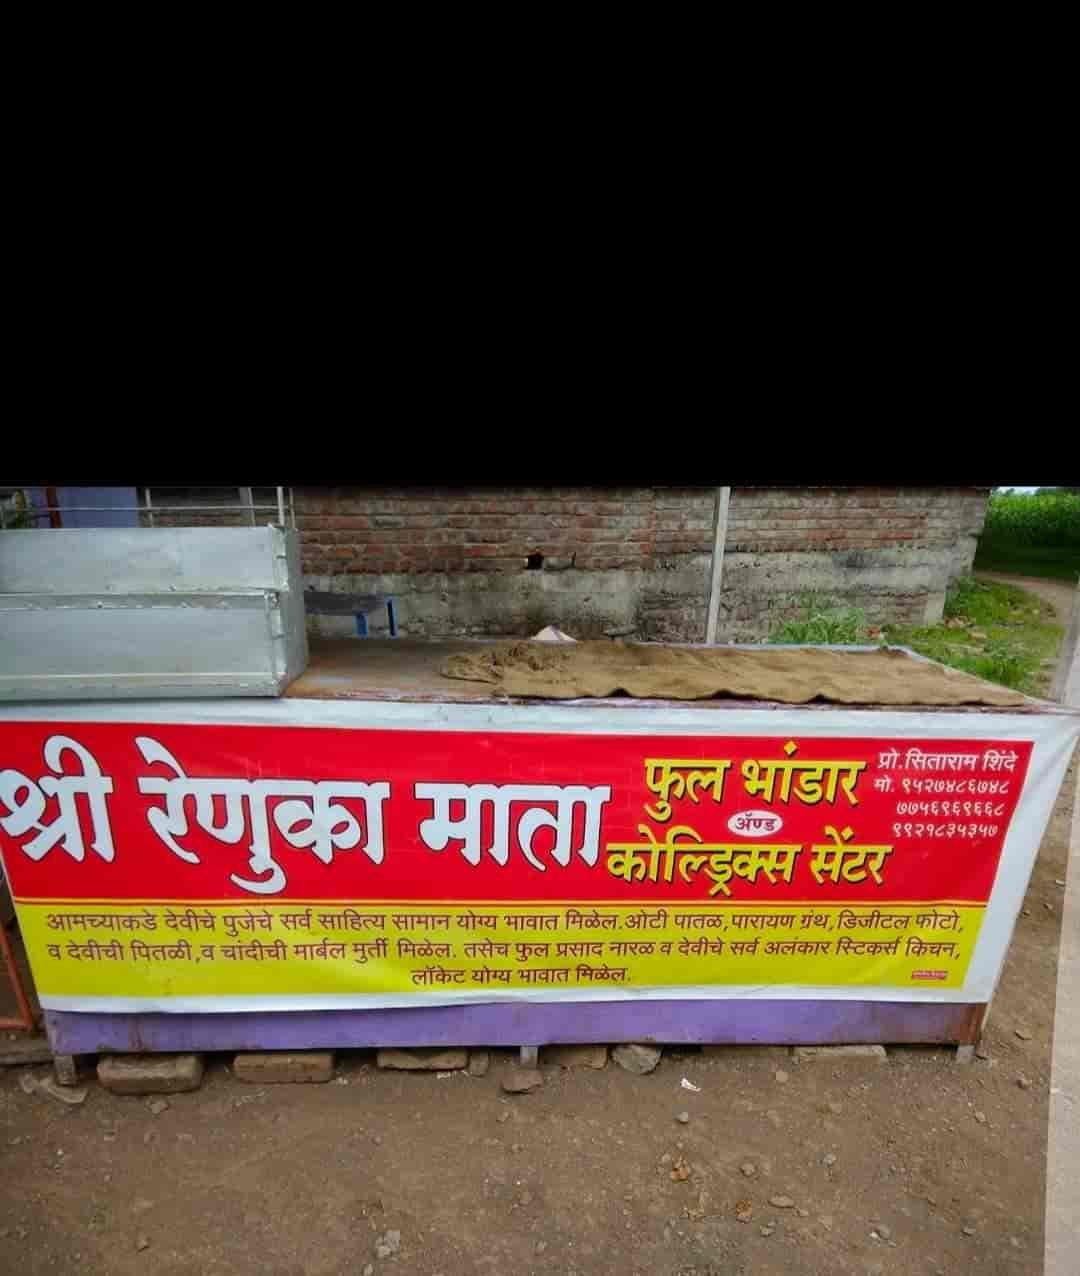 श्री रेणुका माता
फुल भांडार
ॲण्ड
कोल्ड्रिक्स सेंटर
प्रो.सिताराम शिंदे
मो. ९५२७४८६७४८
७७५६९६९६६८
९९२१८३५३५७
आमच्याकडे देवीचे पुजेचे सर्व साहित्य सामान योग्य भावात मिळेल.ओटी पातळ,पारायण ग्रंथ,डिजीटल फोटो,
व देवीची पितळी,व चांदीची मार्बल मुर्ती मिळेल. तसेच फुल प्रसाद नारळ व देवीचे सर्व अलंकार स्टिकर्स किचन,
लॉकेट योग्य भावात मिळेल.